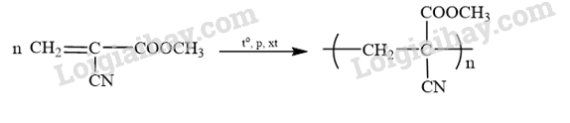 COOCH₃
n CH₂=C—COOCH₃ t°, p, xt ( CH₂—C )n
CN
CN
Loigiaihay.com
Loigiaihay.com